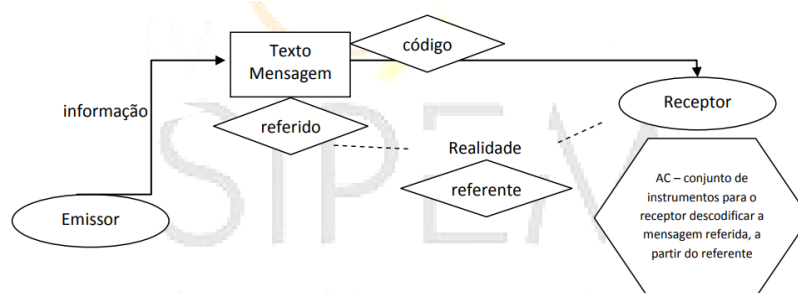 Texto
Mensagem
código
informação
Receptor
referido
Realidade
referente
Emissor
AC – conjunto de
instrumentos para o
receptor descodificar a
mensagem referida, a
partir do referente
SIPEM